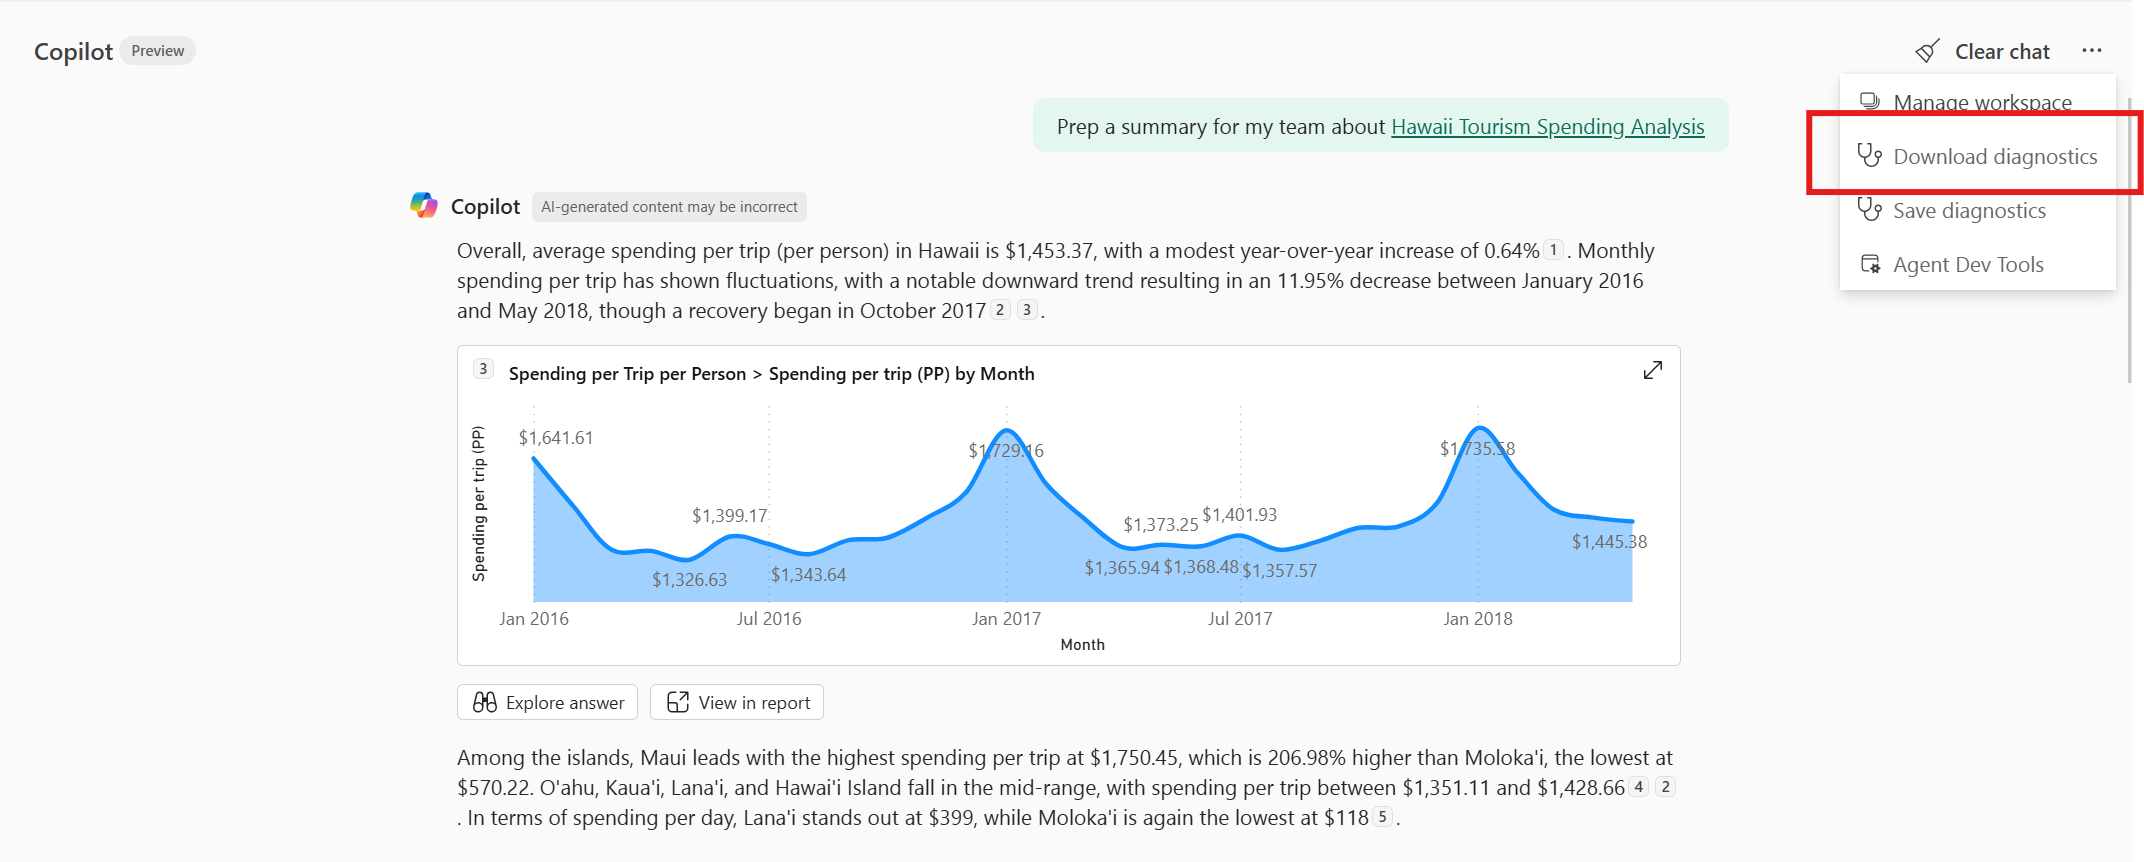 Copilot Preview
Clear chat ...
Manage workspace
Download diagnostics
Save diagnostics
Agent Dev Tools
Prep a summary for my team about Hawaii Tourism Spending Analysis
Copilot AI-generated content may be incorrect
Overall, average spending per trip (per person) in Hawaii is $1,453.37, with a modest year-over-year increase of 0.64% 1 . Monthly
spending per trip has shown fluctuations, with a notable downward trend resulting in an 11.95% decrease between January 2016
and May 2018, though a recovery began in October 2017 2 3 .
3 Spending per Trip per Person > Spending per trip (PP) by Month
Spending per trip (PP)
$1,641.61
$1,729.16
$1,735.58
$1,399.17
$1,373.25
$1,401.93
$1,326.63
$1,343.64
$1,365.94
$1,368.48
$1,357.57
$1,445.38
Jan 2016
Jul 2016
Jan 2017
Jul 2017
Jan 2018
Month
Explore answer
View in report
Among the islands, Maui leads with the highest spending per trip at $1,750.45, which is 206.98% higher than Moloka'i, the lowest at
$570.22. O'ahu, Kaua'i, Lana'i, and Hawai'i Island fall in the mid-range, with spending per trip between $1,351.11 and $1,428.66 4 2
. In terms of spending per day, Lana'i stands out at $399, while Moloka'i is again the lowest at $118 5 .